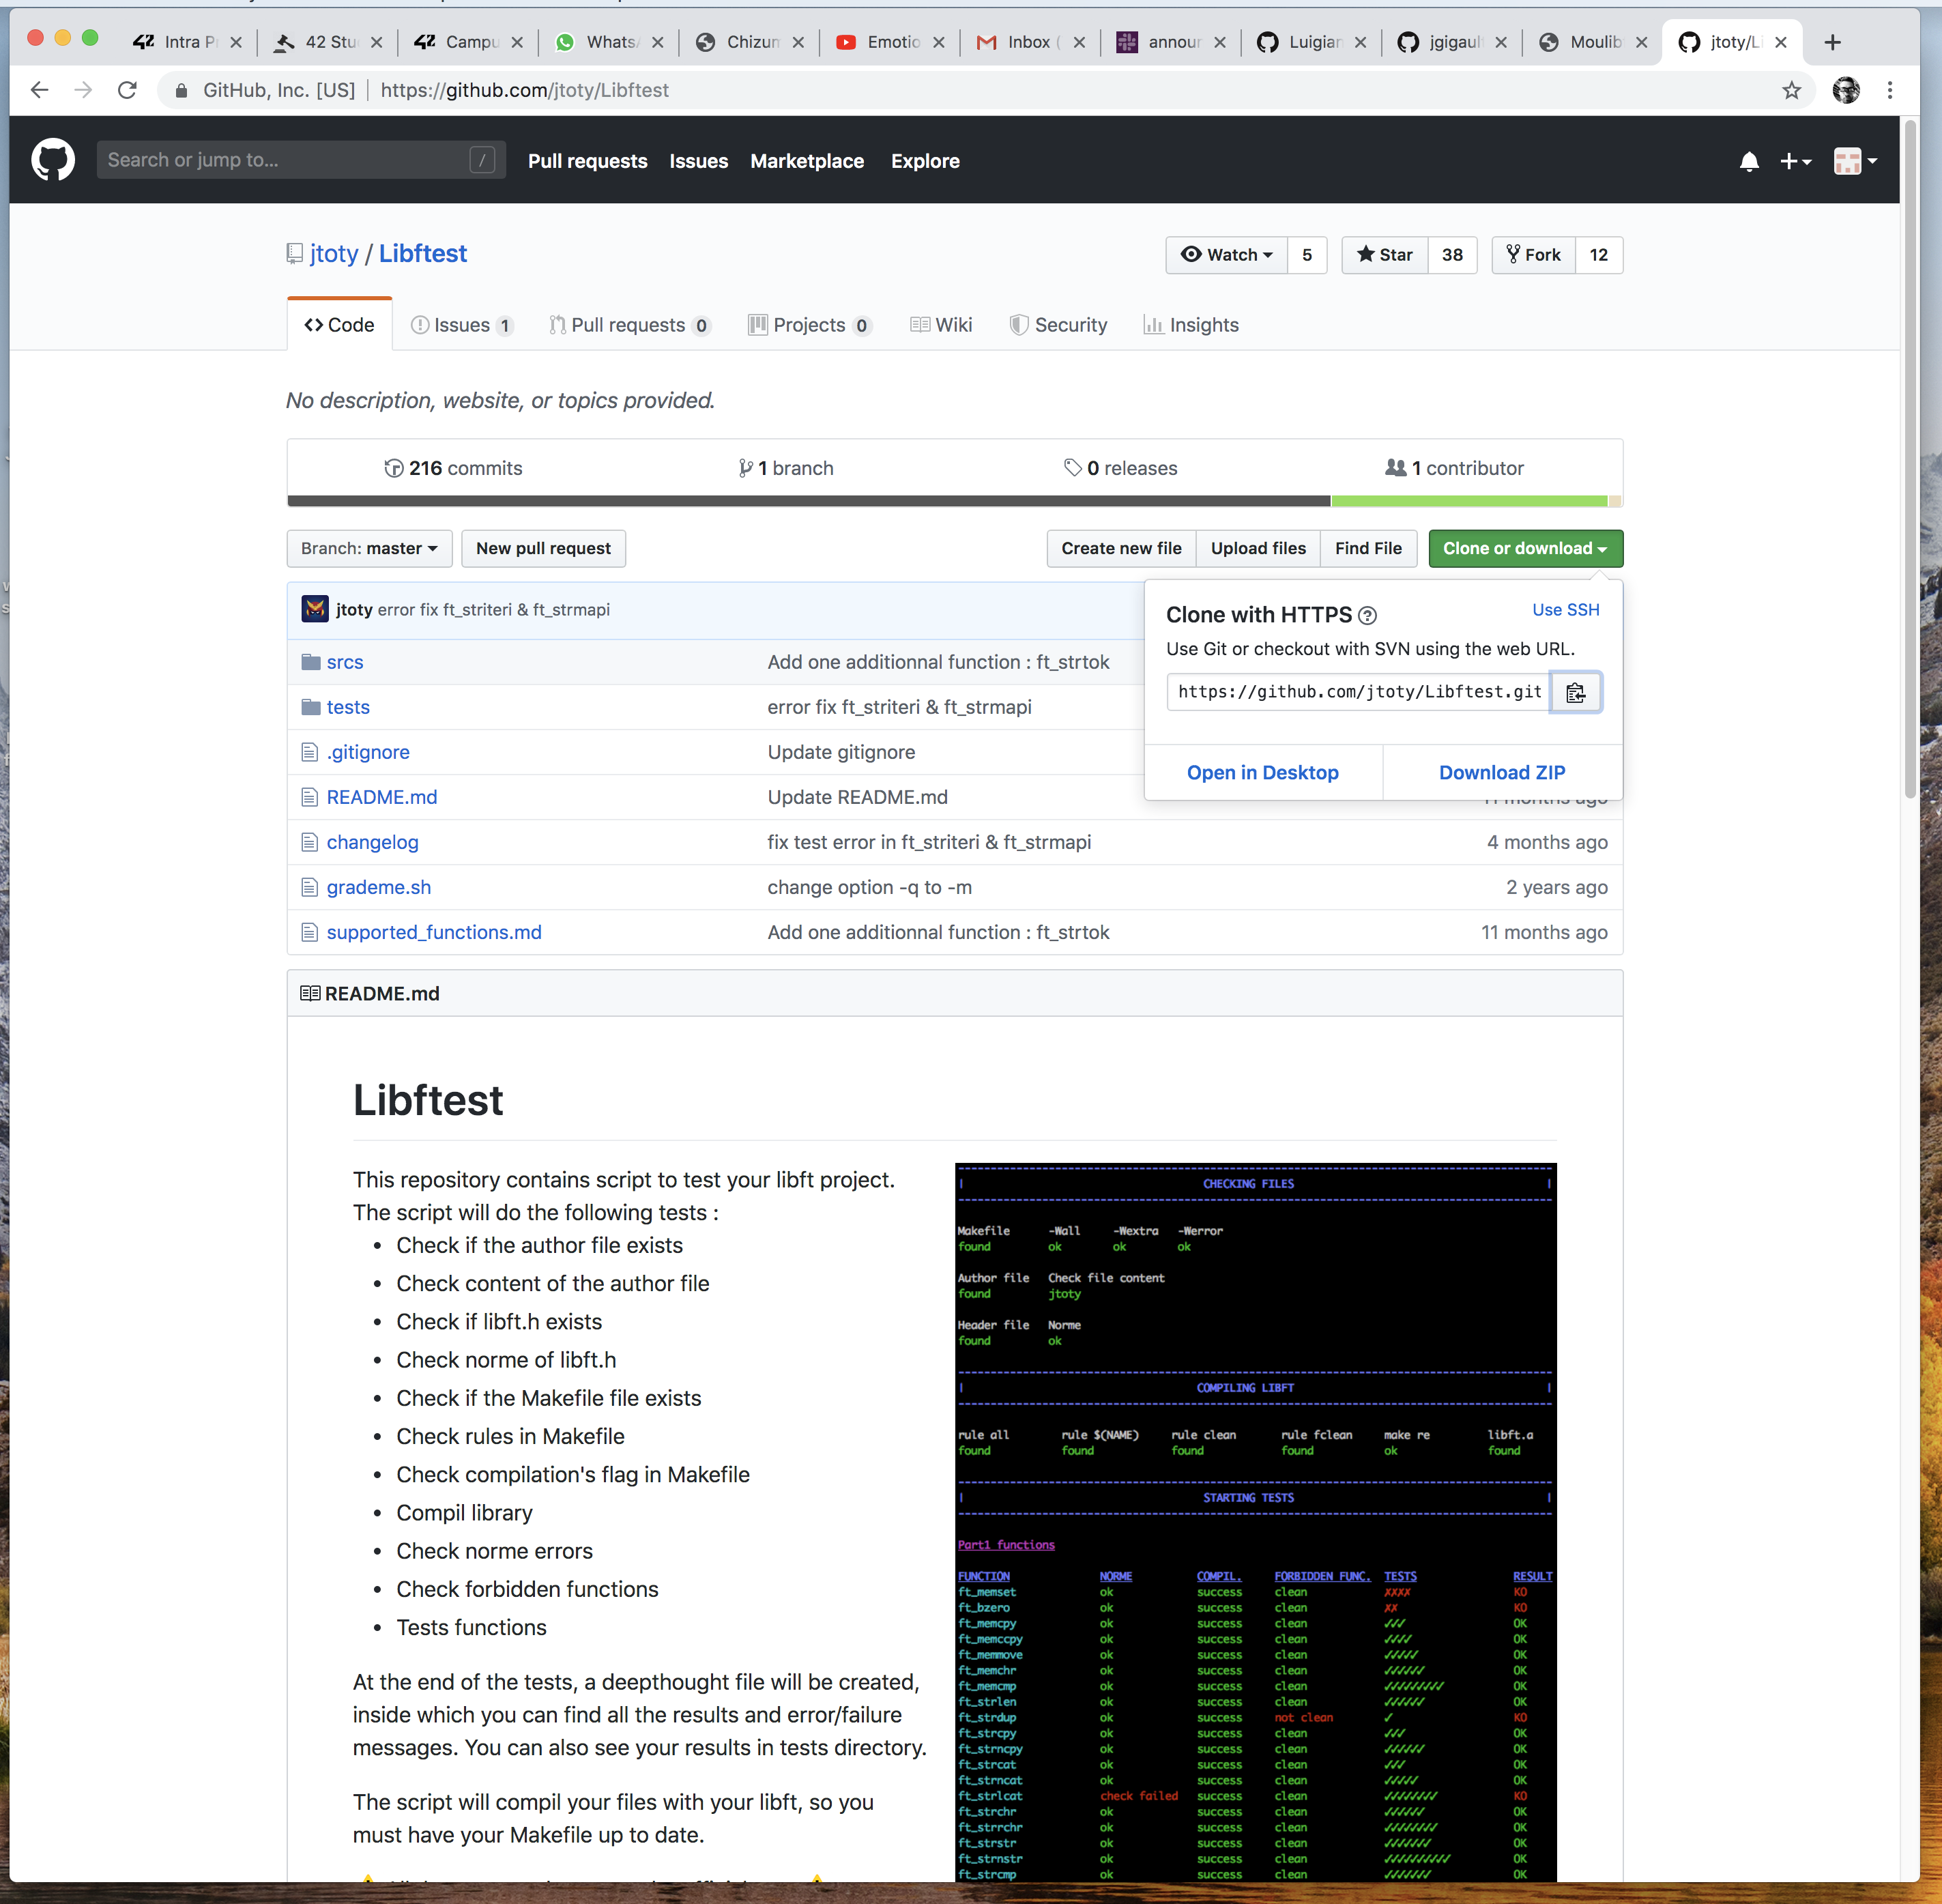 Intra P
42 Stu
Campu
Whats
Chizum
Emotio
Inbox (
annour
Luigian
jgigault
Moulib
jtoty/Li
GitHub, Inc. [US] | https://github.com/jtoty/Libftest
Search or jump to... /
Pull requests Issues Marketplace Explore
jtoty / Libftest
Watch 5 Star 38 Fork 12
Code Issues 1 Pull requests 0 Projects 0 Wiki Security Insights
No description, website, or topics provided.
216 commits 1 branch 0 releases 1 contributor
Branch: master New pull request Create new file Upload files Find File Clone or download
jtoty error fix ft_striteri & ft_strmapi
Clone with HTTPS ? Use SSH
Use Git or checkout with SVN using the web URL.
https://github.com/jtoty/Libftest.git
Open in Desktop Download ZIP
srcs Add one additionnal function : ft_strtok
tests error fix ft_striteri & ft_strmapi
.gitignore Update gitignore
README.md Update README.md 11 months ago
changelog fix test error in ft_striteri & ft_strmapi 4 months ago
grademe.sh change option -q to -m 2 years ago
supported_functions.md Add one additionnal function : ft_strtok 11 months ago
README.md
Libftest
This repository contains script to test your libft project.
The script will do the following tests :
• Check if the author file exists
• Check content of the author file
• Check if libft.h exists
• Check norme of libft.h
• Check if the Makefile file exists
• Check rules in Makefile
• Check compilation's flag in Makefile
• Compil library
• Check norme errors
• Check forbidden functions
• Tests functions
At the end of the tests, a deepthought file will be created,
inside which you can find all the results and error/failure
messages. You can also see your results in tests directory.
The script will compil your files with your libft, so you
must have your Makefile up to date.
CHECKING FILES
Makefile -Wall -Wextra -Werror
found ok ok ok
Author file Check file content
found jtoty
Header file Norme
found ok
COMPILING LIBFT
rule all rule $(NAME) rule clean rule fclean make re libft.a
found found found found ok found
STARTING TESTS
Part1 functions
FUNCTION NORME COMPIL. FORBIDDEN FUNC. TESTS RESULT
ft_memset ok success clean ✗✗✗✗ KO
ft_bzero ok success clean ✗✗ KO
ft_memcpy ok success clean ✓✓✓ OK
ft_memccpy ok success clean ✓✓✓✓ OK
ft_memmove ok success clean ✓✓✓✓✓ OK
ft_memchr ok success clean ✓✓✓✓✓✓ OK
ft_memcmp ok success clean ✓✓✓✓✓✓✓✓✓ OK
ft_strlen ok success clean ✓✓✓✓✓✓ OK
ft_strdup ok success not clean ✓ KO
ft_strcpy ok success clean ✓✓✓ OK
ft_strncpy ok success clean ✓✓✓✓✓✓ OK
ft_strcat ok success clean ✓✓✓ OK
ft_strncat ok success clean ✓✓✓✓✓ OK
ft_strlcat check failed success clean ✓✓✓✓✓✓✓✓ KO
ft_strchr ok success clean ✓✓✓✓✓✓ OK
ft_strrchr ok success clean ✓✓✓✓✓✓✓✓ OK
ft_strstr ok success clean ✓✓✓✓✓✓✓ OK
ft_strnstr ok success clean ✓✓✓✓✓✓✓✓✓✓ OK
ft_strcmp ok success clean ✓✓✓✓✓✓✓ OK